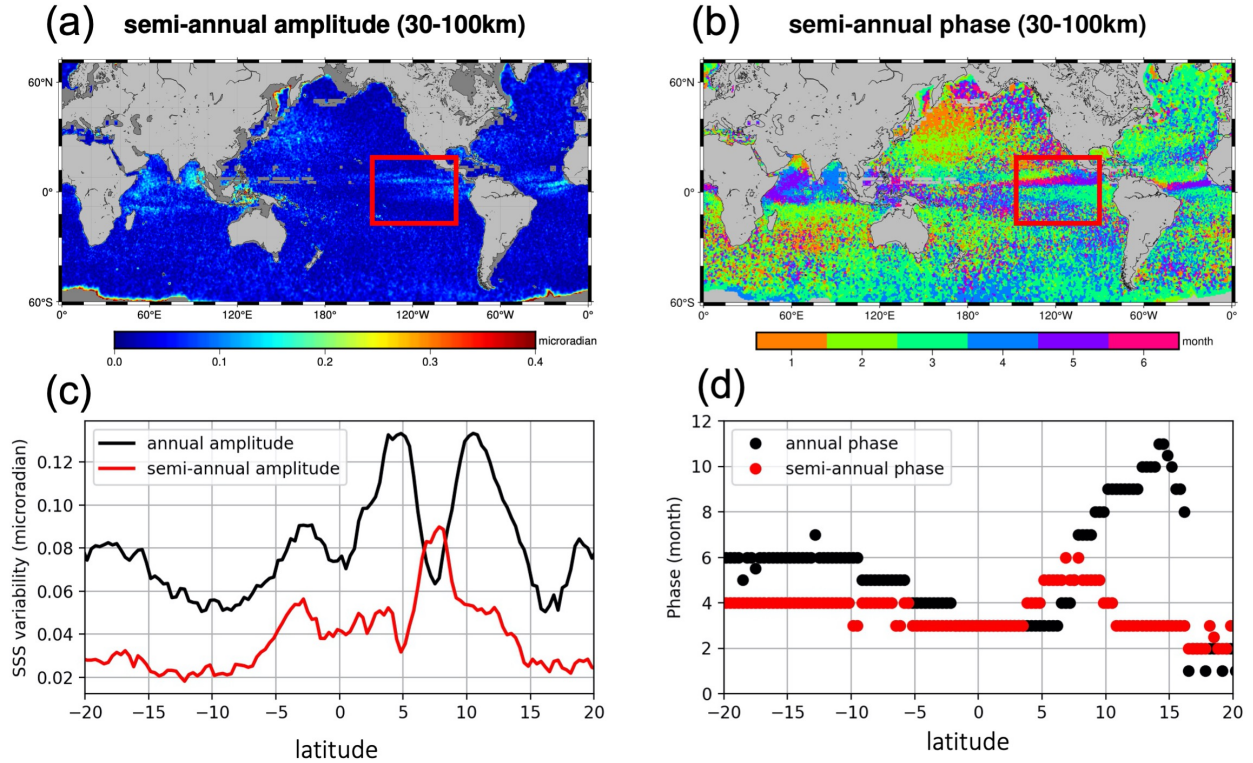 (a) semi-annual amplitude (30-100km)
60°N
0°
60°S
0° 60°E 120°E 180° 120°W 60°W 0°
microradian
0.0 0.1 0.2 0.3 0.4
(b) semi-annual phase (30-100km)
60°N
0°
60°S
0° 60°E 120°E 180° 120°W 60°W 0°
month
1 2 3 4 5 6
(c)
SSS variability (microradian)
annual amplitude
semi-annual amplitude
0.12
0.10
0.08
0.06
0.04
0.02
−20 −15 −10 −5 0 5 10 15 20
latitude
(d)
Phase (month)
annual phase
semi-annual phase
12
10
8
6
4
2
0
−20 −15 −10 −5 0 5 10 15 20
latitude